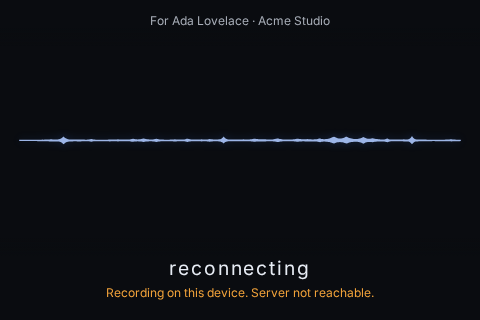 For Ada Lovelace · Acme Studio
reconnecting
Recording on this device. Server not reachable.